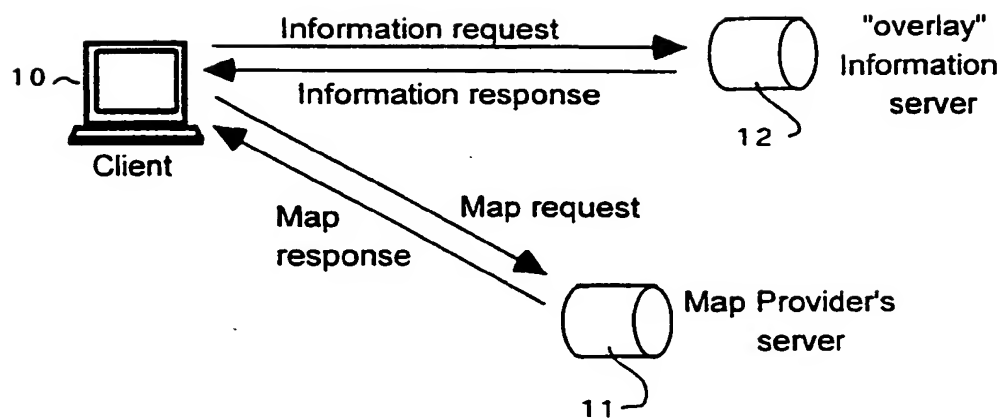 Information request
"overlay"
Information
server
10
Information response
12
Client
Map request
Map
response
Map Provider's
server
11